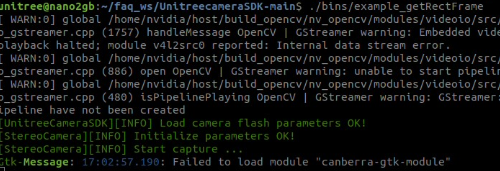 unitree@nano2gb:~/faq_ws/UnitreecameraSDK-main$ ./bins/example_getRectFrame
[ WARN:0] global /home/nvidia/host/build_opencv/nv_opencv/modules/videoio/src/
p_gstreamer.cpp (1757) handleMessage OpenCV | GStreamer warning: Embedded vide
playback halted; module v4l2src0 reported: Internal data stream error.
[ WARN:0] global /home/nvidia/host/build_opencv/nv_opencv/modules/videoio/src/
p_gstreamer.cpp (886) open OpenCV | GStreamer warning: unable to start pipelin
[ WARN:0] global /home/nvidia/host/build_opencv/nv_opencv/modules/videoio/src/
p_gstreamer.cpp (480) isPipelinePlaying OpenCV | GStreamer warning: GStreamer:
ipeline have not been created
[UnitreeCameraSDK][INFO] Load camera flash parameters OK!
[StereoCamera][INFO] Initialize parameters OK!
[StereoCamera][INFO] Start capture ...
Gtk-Message: 17:02:57.190: Failed to load module "canberra-gtk-module"